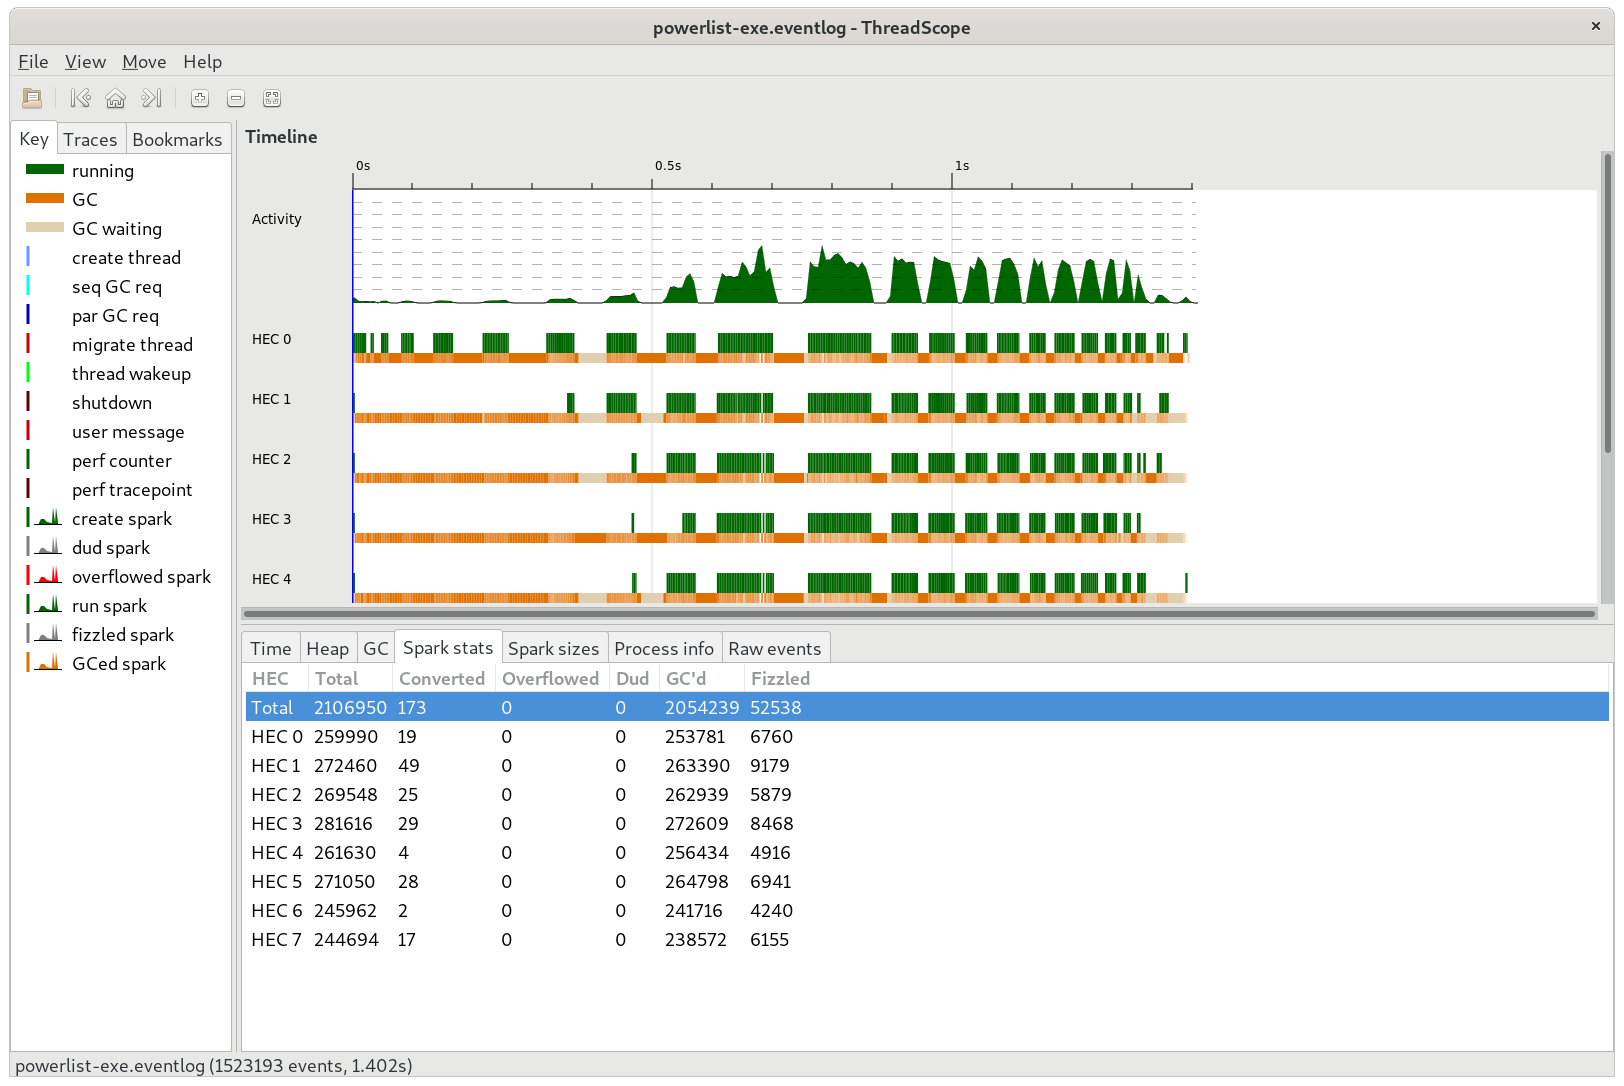 powerlist-exe.eventlog - ThreadScope ×
File View Move Help
Key Traces Bookmarks
running
GC
GC waiting
create thread
seq GC req
par GC req
migrate thread
thread wakeup
shutdown
user message
perf counter
perf tracepoint
create spark
dud spark
overflowed spark
run spark
fizzled spark
GCed spark
Timeline
0s 0.5s 1s
Activity
HEC 0
HEC 1
HEC 2
HEC 3
HEC 4
Time Heap GC Spark stats Spark sizes Process info Raw events
HEC Total Converted Overflowed Dud GC'd Fizzled
Total 2106950 173 0 0 2054239 52538
HEC 0 259990 19 0 0 253781 6760
HEC 1 272460 49 0 0 263390 9179
HEC 2 269548 25 0 0 262939 5879
HEC 3 281616 29 0 0 272609 8468
HEC 4 261630 4 0 0 256434 4916
HEC 5 271050 28 0 0 264798 6941
HEC 6 245962 2 0 0 241716 4240
HEC 7 244694 17 0 0 238572 6155
powerlist-exe.eventlog (1523193 events, 1.402s)